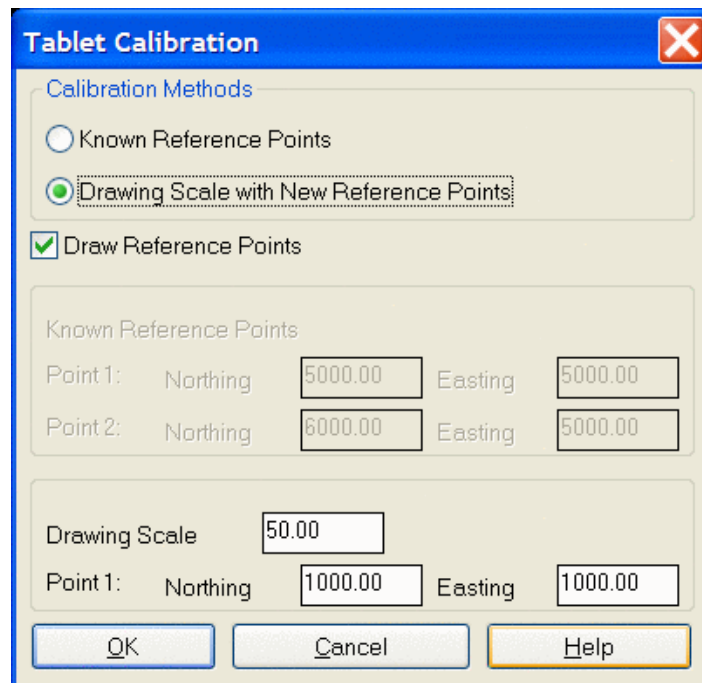 Tablet Calibration
Calibration Methods
Known Reference Points
Drawing Scale with New Reference Points
Draw Reference Points
Known Reference Points
Point 1: Northing 5000.00 Easting 5000.00
Point 2: Northing 6000.00 Easting 5000.00
Drawing Scale 50.00
Point 1: Northing 1000.00 Easting 1000.00
OK Cancel Help